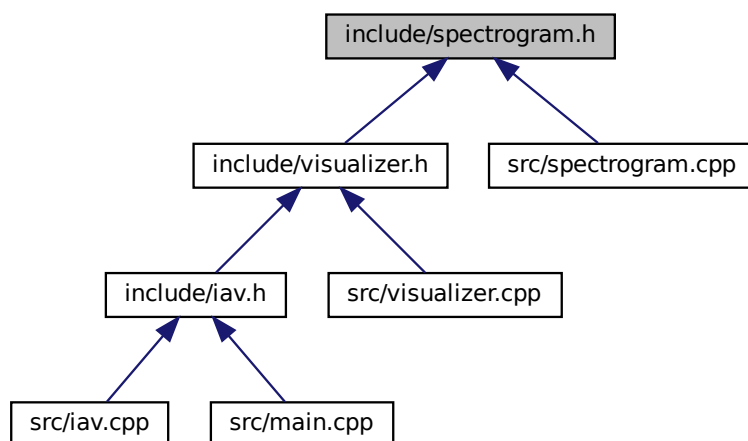 include/spectrogram.h
include/visualizer.h
src/spectrogram.cpp
include/iav.h
src/visualizer.cpp
src/iav.cpp
src/main.cpp